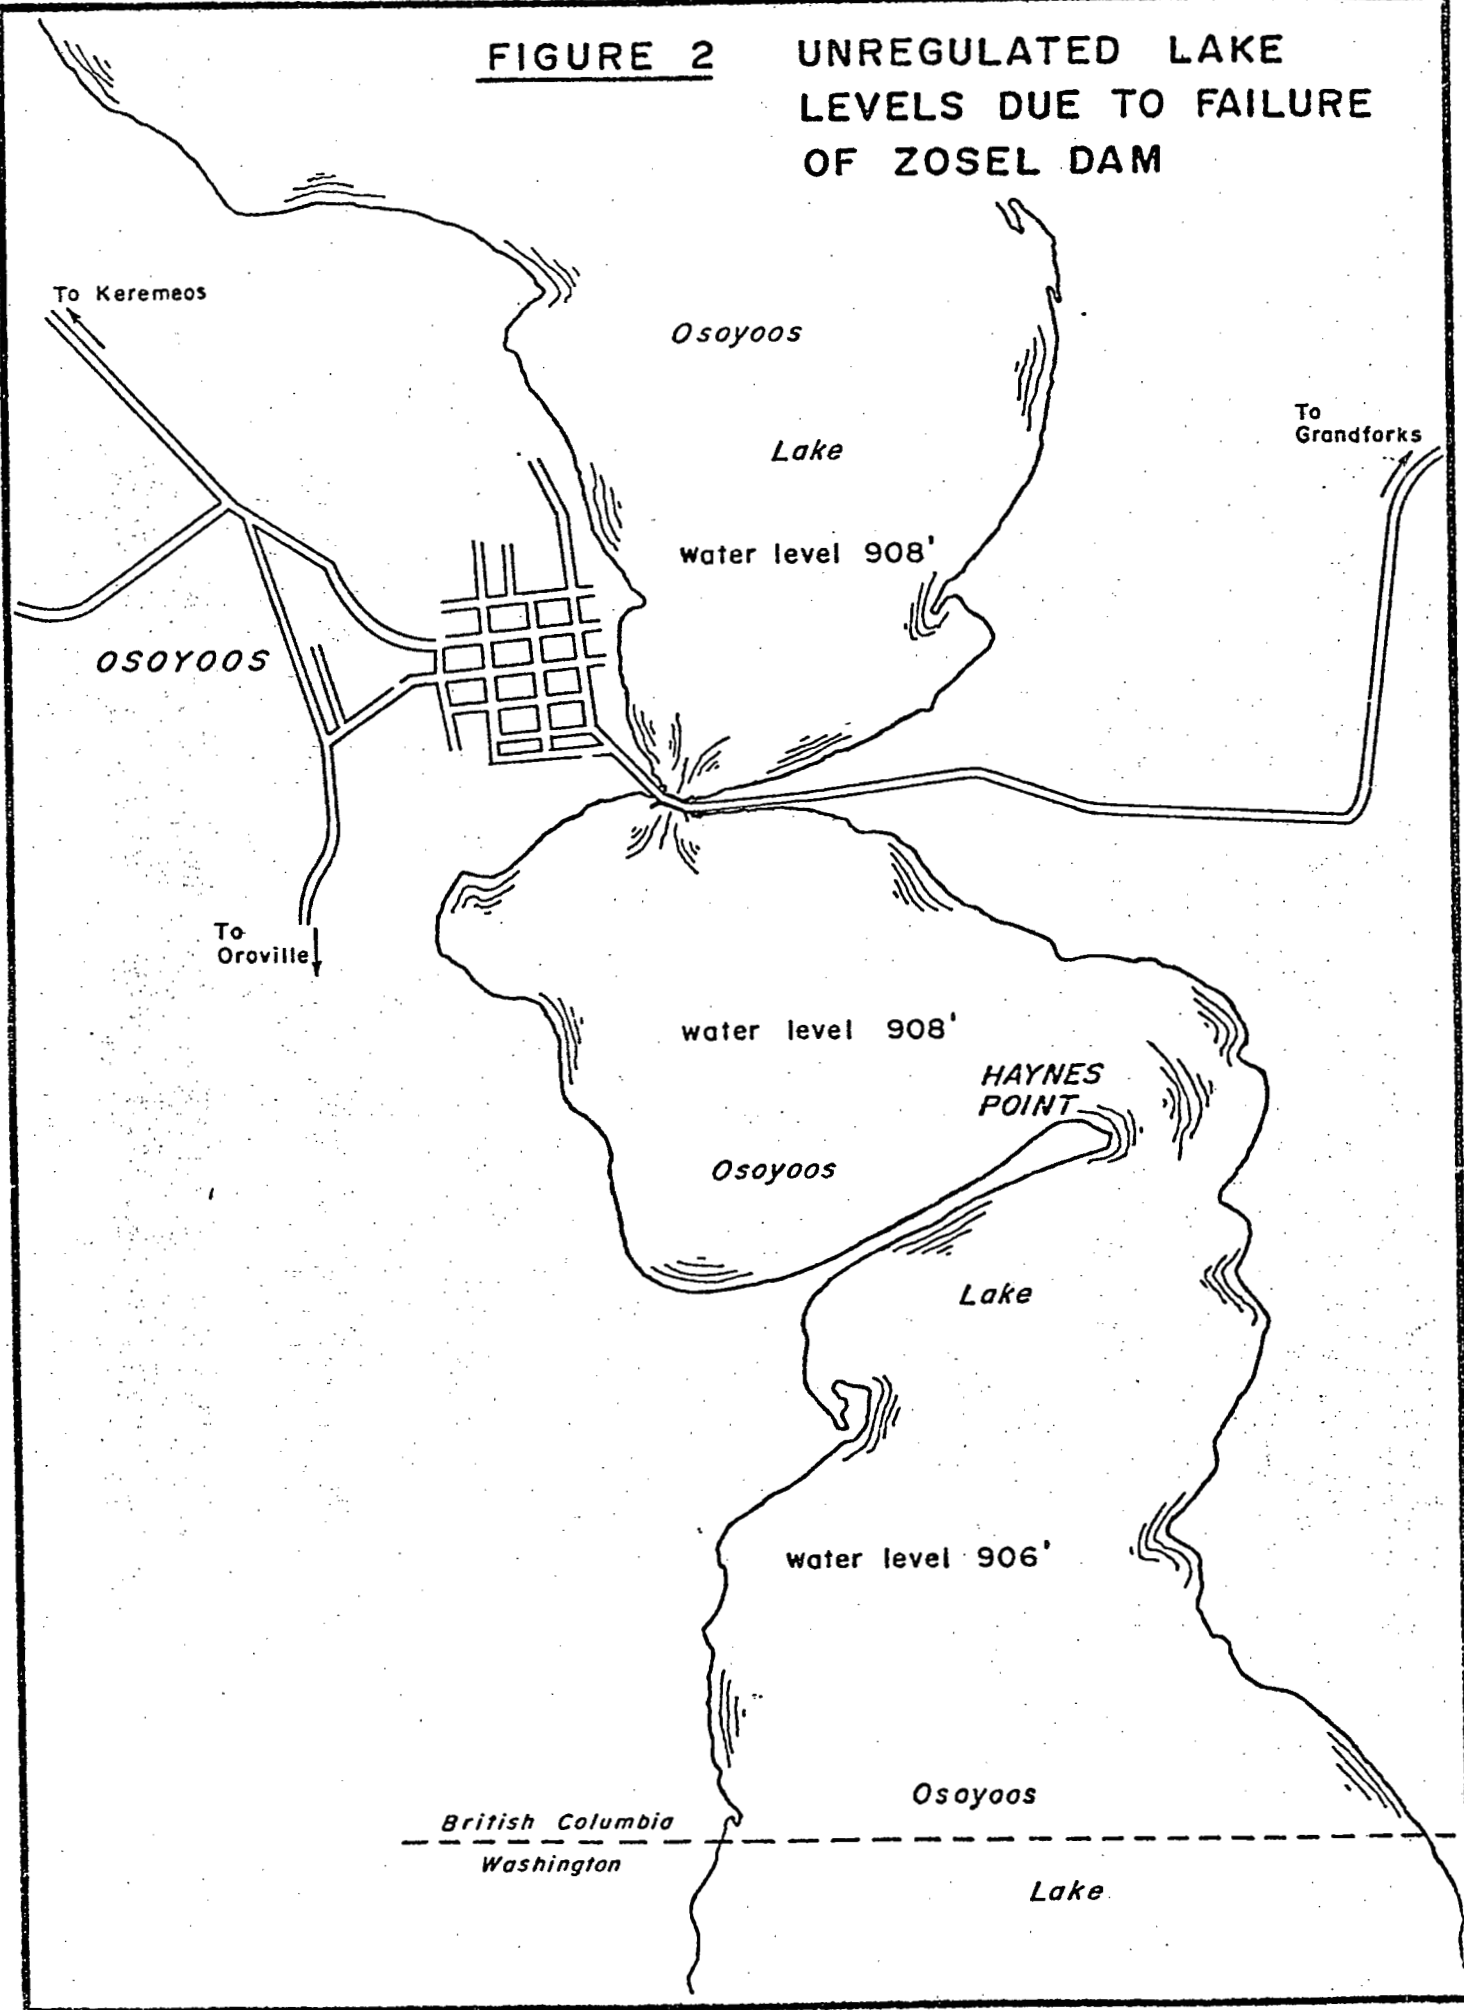 FIGURE 2
UNREGULATED LAKE
LEVELS DUE TO FAILURE
OF ZOSEL DAM
To Keremeos
Osoyoos
Lake
To
Grandforks
water level 908'
OSOYOOS
To
Oroville
water level 908'
HAYNES
POINT
Osoyoos
Lake
water level 906'
Osoyoos
British Columbia
Washington
Lake